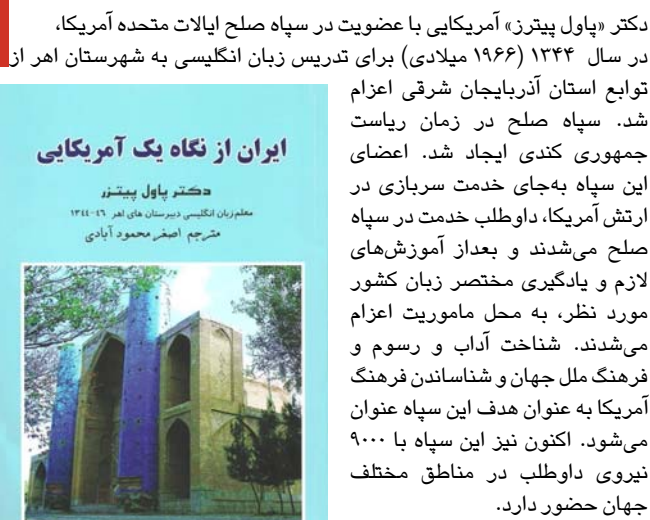 دکتر «پاول پیترز» آمریکایی با عضویت در سپاه صلح ایالات متحده آمریکا،
در سال ۱۳۴۴ (۱۹۶۶ میلادی) برای تدریس زبان انگلیسی به شهرستان اهر از
توابع استان آذربایجان شرقی اعزام
شد. سپاه صلح در زمان ریاست
جمهوری کندی ایجاد شد. اعضای
این سپاه به‌جای خدمت سربازی در
ارتش آمریکا، داوطلب خدمت در سپاه
صلح می‌شدند و بعداز آموزش‌های
لازم و یادگیری مختصر زبان کشور
مورد نظر، به محل ماموریت اعزام
می‌شدند. شناخت آداب و رسوم و
فرهنگ ملل جهان و شناساندن فرهنگ
آمریکا به عنوان هدف این سپاه عنوان
می‌شود. اکنون نیز این سپاه با ۹۰۰۰
نیروی داوطلب در مناطق مختلف
جهان حضور دارد.
ایران از نگاه یک آمریکایی
دکتر پاول پیتزر
معلم زبان انگلیسی دبیرستان های اهر ۴۶-۱۳۴۴
مترجم اصغر محمود آبادی